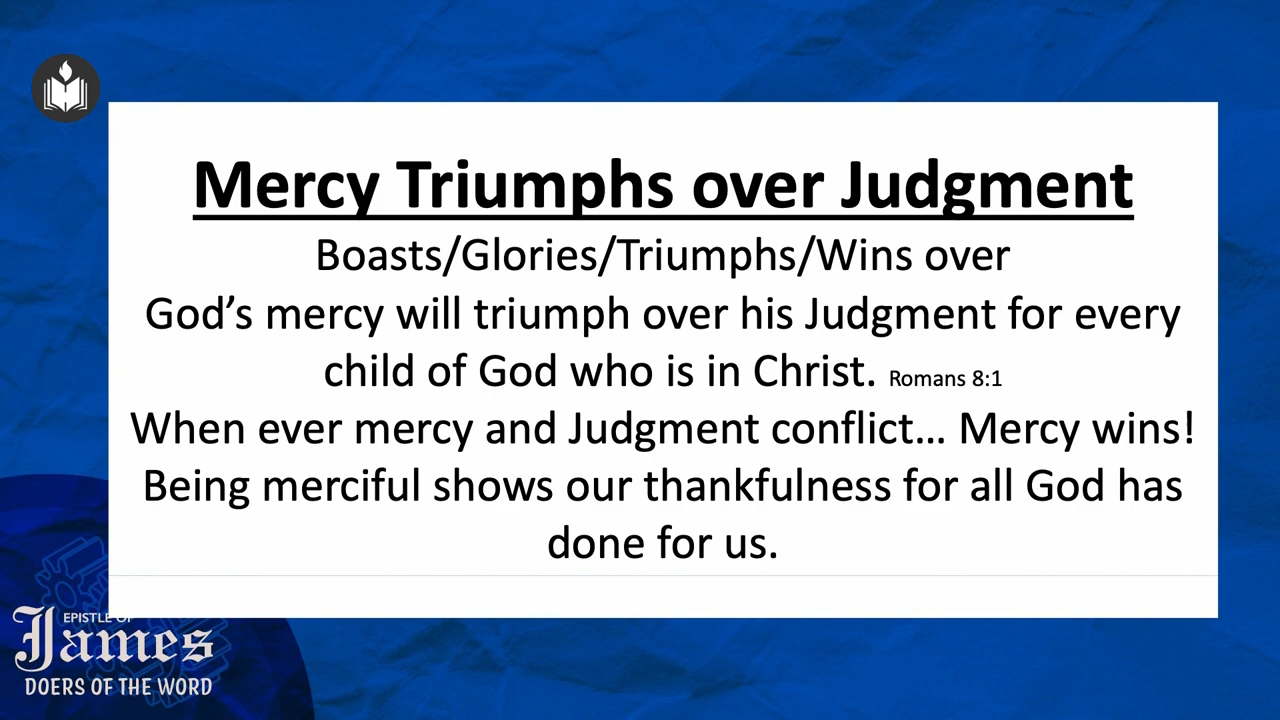 Mercy Triumphs over Judgment
Boasts/Glories/Triumphs/Wins over
God’s mercy will triumph over his Judgment for every
child of God who is in Christ. Romans 8:1
When ever mercy and Judgment conflict... Mercy wins!
Being merciful shows our thankfulness for all God has
done for us.
EPISTLE OF
James
DOERS OF THE WORD